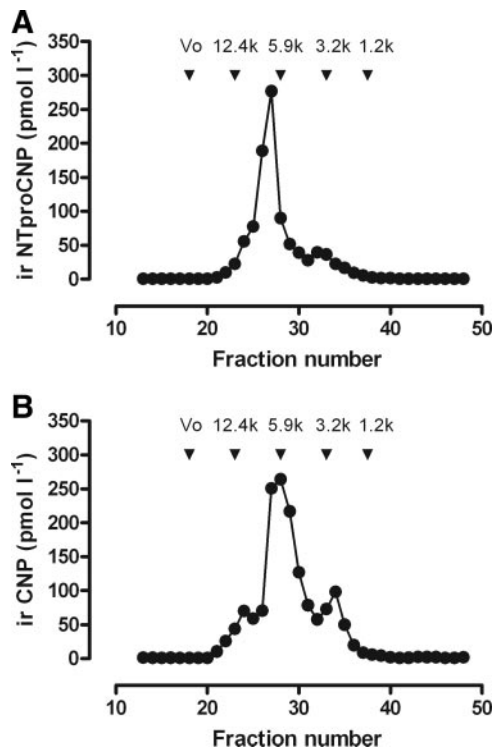 A
Vo 12.4k 5.9k 3.2k 1.2k
350
300
250
200
150
100
50
0
ir NTproCNP (pmol l⁻¹)
10 20 30 40 50
Fraction number
B
Vo 12.4k 5.9k 3.2k 1.2k
350
300
250
200
150
100
50
0
ir CNP (pmol l⁻¹)
10 20 30 40 50
Fraction number